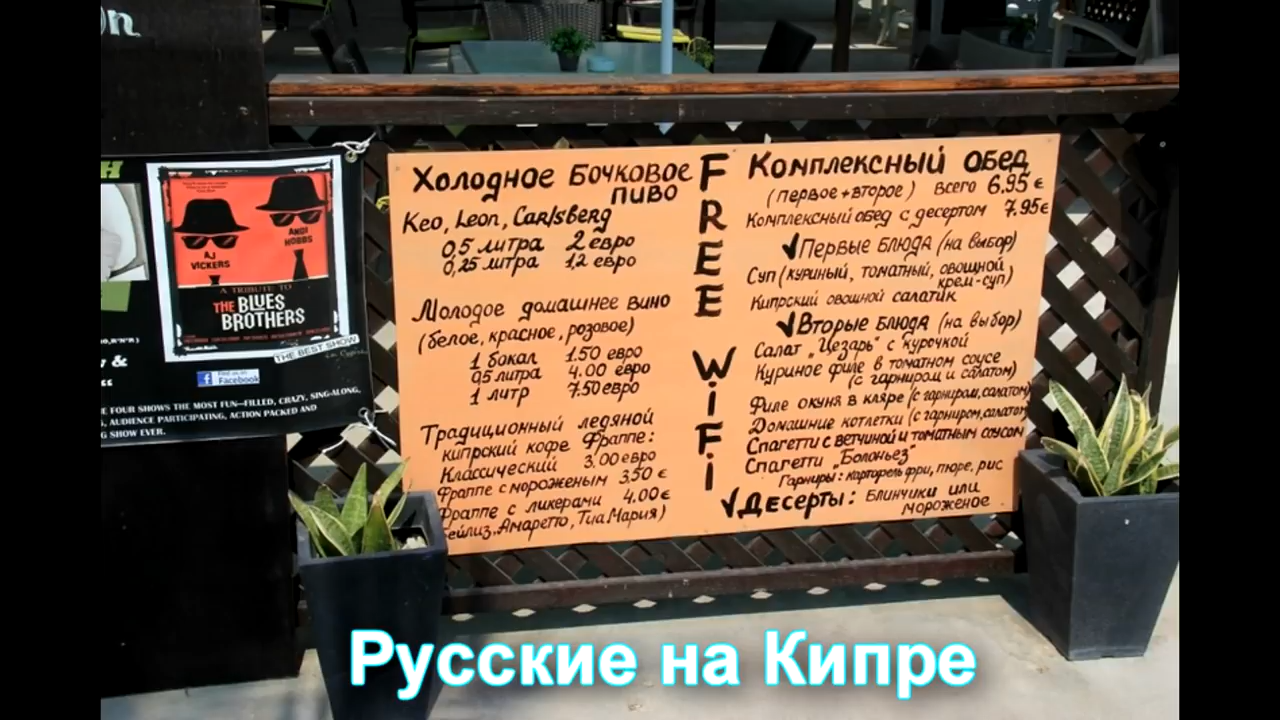 Холодное Бочковое
пиво
Keo, Leon, Carlsberg
0,5 литра 2 евро
0,25 литра 1,2 евро
Молодое домашнее вино
(белое, красное, розовое)
1 бокал 1.50 евро
0,5 литра 4.00 евро
1 литр 7.50 евро
Традиционный ледяной
кипрский кофе Фраппе:
Классический 3.00 евро
Фраппе с мороженым 3.50 €
Фраппе с ликерами 4.00 €
Амаретто, Тиа Мария)
FREE
WiFi
Комплексный обед
(первое + второе) всего 6.95 €
Комплексный обед с десертом 7.95 €
✓Первые блюда (на выбор)
Суп (куриный, томатный, овощной
крем-суп)
Кипрский овощной салатик
✓Вторые блюда (на выбор)
Салат „Цезарь" с курочкой
Куриное филе в томатном соусе
(с гарниром и салатом)
Филе окуня в кляре (с гарниром, салатом)
Домашние котлетки (с гарниром, салатом)
Спагетти с ветчиной и томатным соусом
Спагетти „Болоньез"
Гарниры: картофель фри, пюре, рис
✓Десерты: Блинчики или
мороженое
AJ
VICKERS
ANDI
HOBBS
A TRIBUTE TO
THE BLUES
BROTHERS
THE BEST SHOW
Find us on
Facebook
FOUR SHOWS THE MOST FUN—FILLED, CRAZY, SING-ALONG,
AUDIENCE PARTICIPATING, ACTION PACKED AND
SHOW EVER.
Русские на Кипре